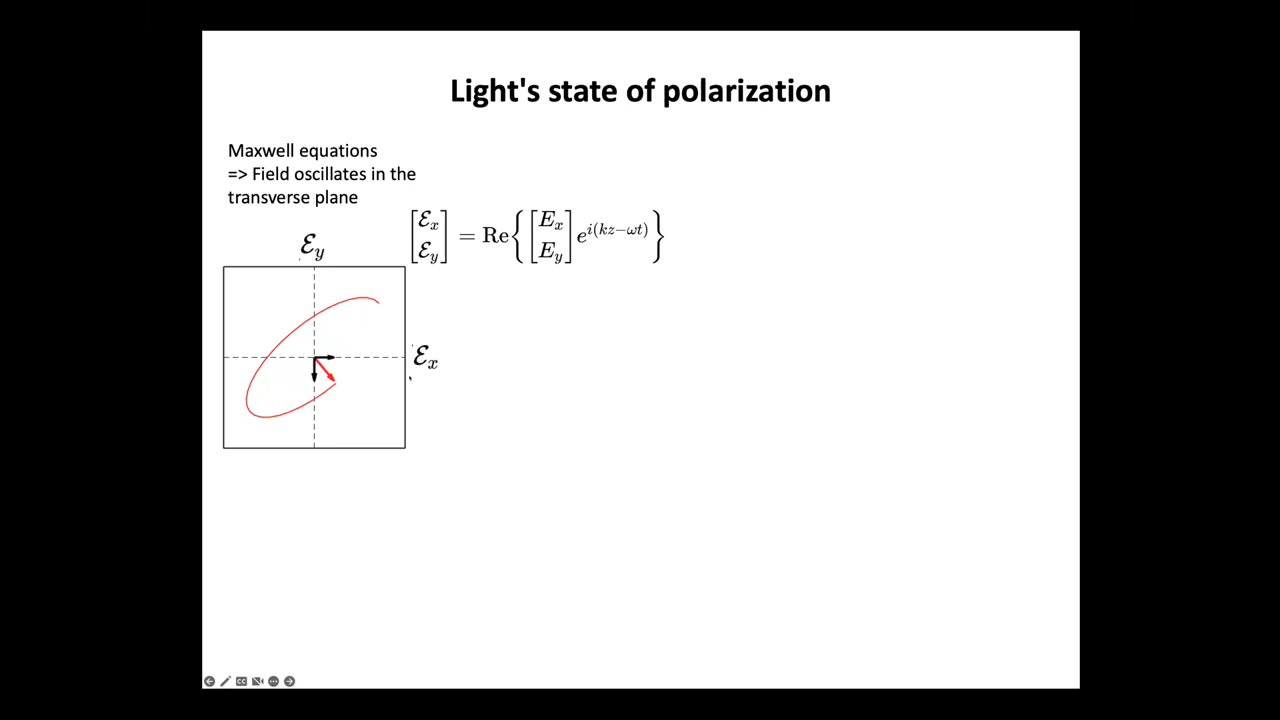 Light's state of polarization
Maxwell equations
=> Field oscillates in the
transverse plane
[ℰx ℰy] = Re{[Ex Ey] e^{i(kz−ωt)}}
ℰy
ℰx
CC